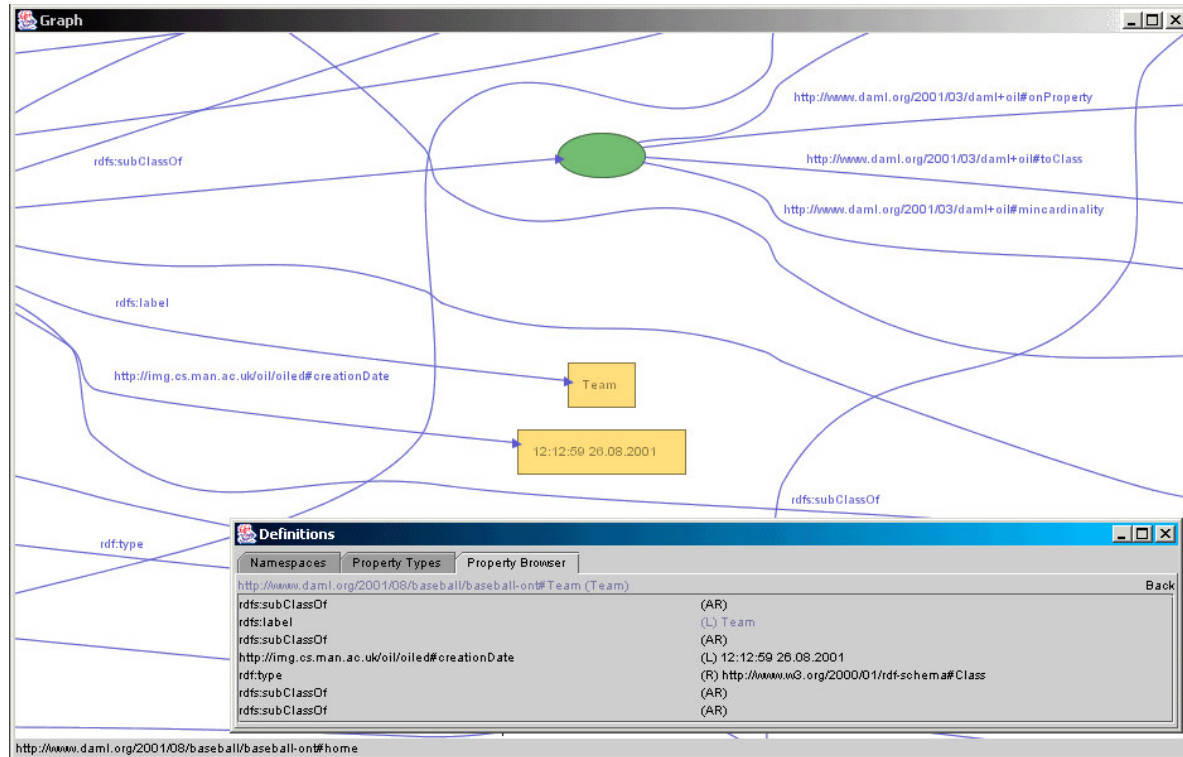 Graph
http://www.daml.org/2001/03/daml+oil#onProperty
rdfs:subClassOf
http://www.daml.org/2001/03/daml+oil#toClass
http://www.daml.org/2001/03/daml+oil#mincardinality
rdfs:label
http://img.cs.man.ac.uk/oil/oiled#creationDate
Team
12:12:59 26.08.2001
rdfs:subClassOf
rdf:type
Definitions
Namespaces Property Types Property Browser
http://www.daml.org/2001/08/baseball/baseball-ont#Team (Team) Back
rdfs:subClassOf (AR)
rdfs:label (L) Team
rdfs:subClassOf (AR)
http://img.cs.man.ac.uk/oil/oiled#creationDate (L) 12:12:59 26.08.2001
rdf:type (R) http://www.w3.org/2000/01/rdf-schema#Class
rdfs:subClassOf (AR)
rdfs:subClassOf (AR)
http://www.daml.org/2001/08/baseball/baseball-ont#home